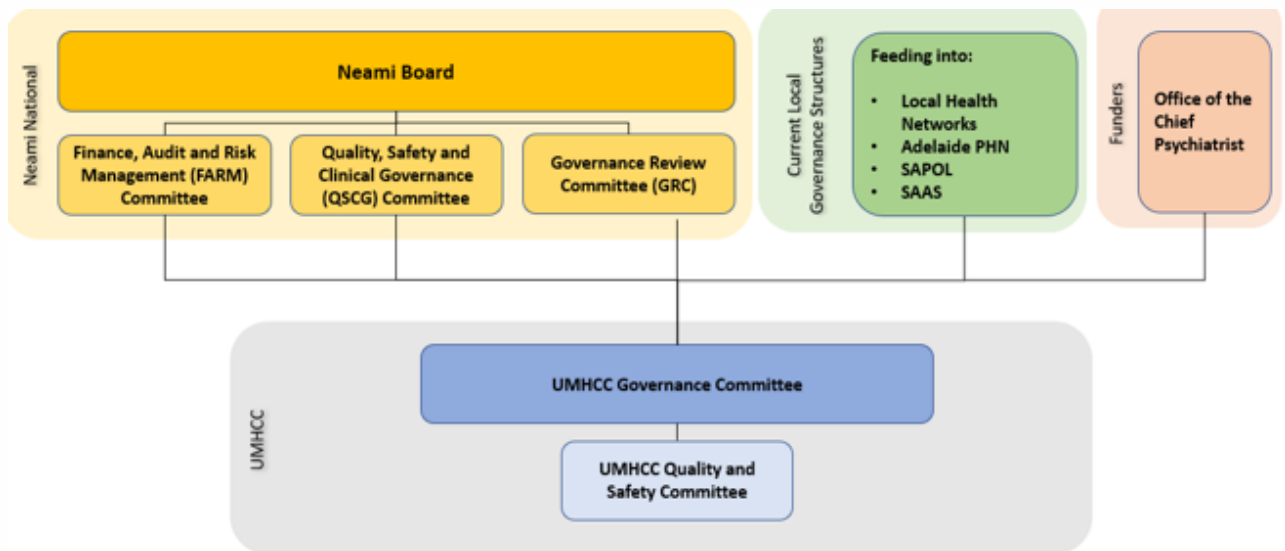 Neami National
Neami Board
Finance, Audit and Risk
Management (FARM)
Committee
Quality, Safety and
Clinical Governance
(QSCG) Committee
Governance Review
Committee (GRC)
Current Local
Governance Structures
Feeding into:
• Local Health
Networks
• Adelaide PHN
• SAPOL
• SAAS
Funders
Office of the
Chief
Psychiatrist
UMHCC
UMHCC Governance Committee
UMHCC Quality and
Safety Committee